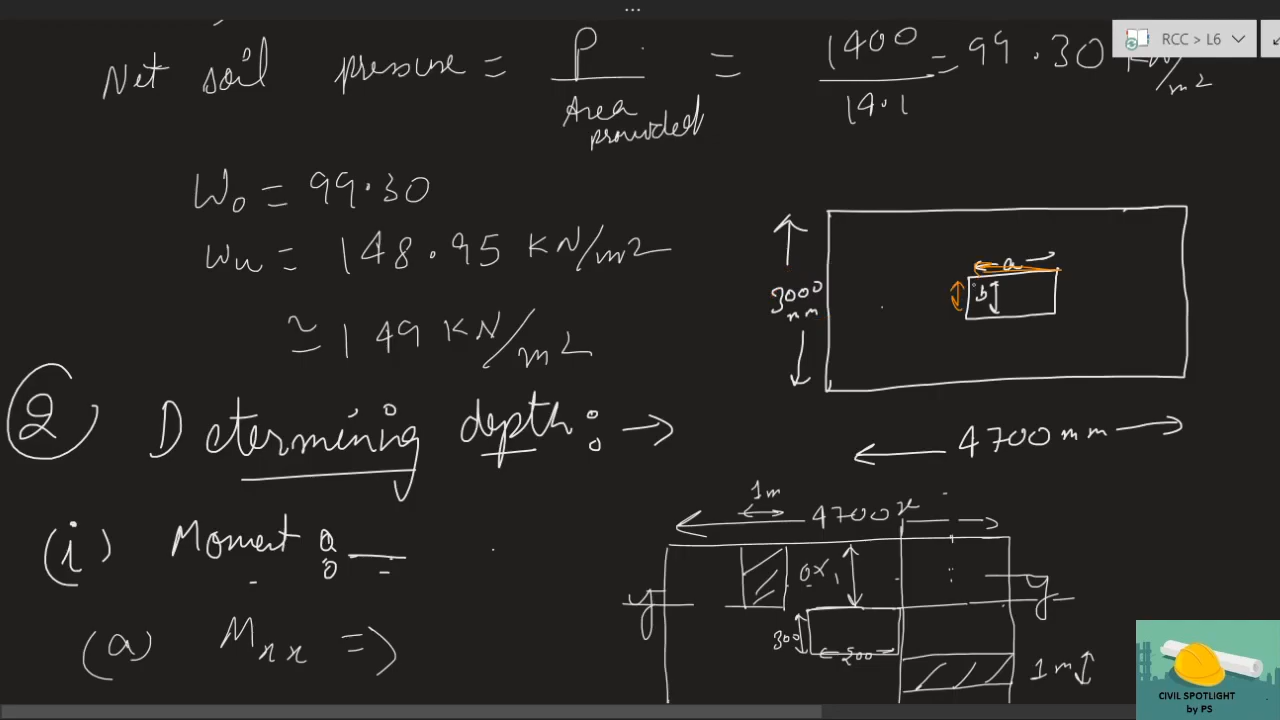 ...
RCC > L6
Net soil pressure = P / Area provided = 1400 / 14.1 = 99.30 KN/m2
W0 = 99.30
Wu = 148.95 KN/m2
≃ 149 KN/m2
a
b
3000 mm
4700 mm
② Determining depth: →
(i) Moment :
(a) Mxx ⇒
1m
4700
x
y
y
300
1m
CIVIL SPOTLIGHT
by PS